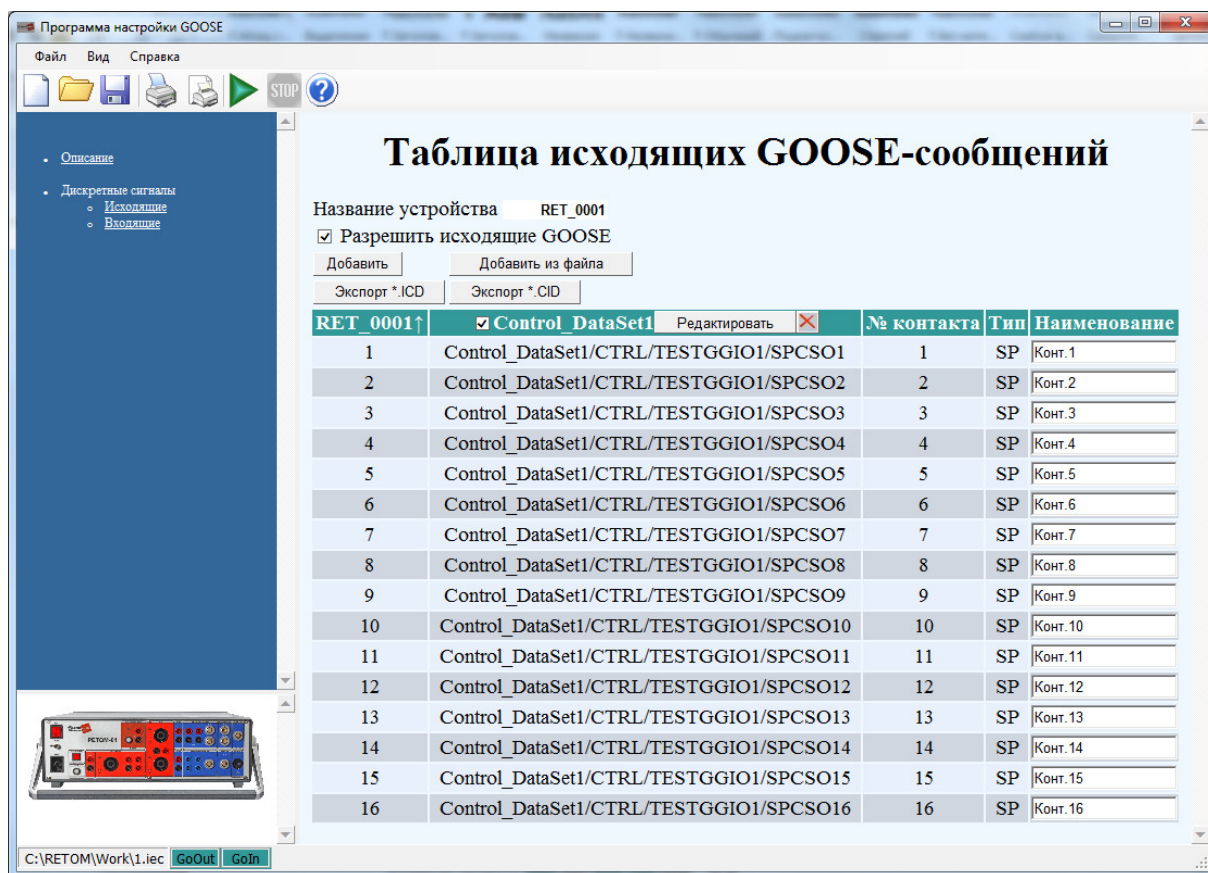 Программа настройки GOOSE
Файл Вид Справка
STOP
Описание
Дискретные сигналы
Исходящие
Входящие
Таблица исходящих GOOSE-сообщений
Название устройства RET_0001
Разрешить исходящие GOOSE
Добавить Добавить из файла
Экспорт *.ICD Экспорт *.CID
RET_0001↑ Control_DataSet1 Редактировать № контакта Тип Наименование
1 Control_DataSet1/CTRL/TESTGGIO1/SPCSO1 1 SP Конт.1
2 Control_DataSet1/CTRL/TESTGGIO1/SPCSO2 2 SP Конт.2
3 Control_DataSet1/CTRL/TESTGGIO1/SPCSO3 3 SP Конт.3
4 Control_DataSet1/CTRL/TESTGGIO1/SPCSO4 4 SP Конт.4
5 Control_DataSet1/CTRL/TESTGGIO1/SPCSO5 5 SP Конт.5
6 Control_DataSet1/CTRL/TESTGGIO1/SPCSO6 6 SP Конт.6
7 Control_DataSet1/CTRL/TESTGGIO1/SPCSO7 7 SP Конт.7
8 Control_DataSet1/CTRL/TESTGGIO1/SPCSO8 8 SP Конт.8
9 Control_DataSet1/CTRL/TESTGGIO1/SPCSO9 9 SP Конт.9
10 Control_DataSet1/CTRL/TESTGGIO1/SPCSO10 10 SP Конт.10
11 Control_DataSet1/CTRL/TESTGGIO1/SPCSO11 11 SP Конт.11
12 Control_DataSet1/CTRL/TESTGGIO1/SPCSO12 12 SP Конт.12
13 Control_DataSet1/CTRL/TESTGGIO1/SPCSO13 13 SP Конт.13
14 Control_DataSet1/CTRL/TESTGGIO1/SPCSO14 14 SP Конт.14
15 Control_DataSet1/CTRL/TESTGGIO1/SPCSO15 15 SP Конт.15
16 Control_DataSet1/CTRL/TESTGGIO1/SPCSO16 16 SP Конт.16
РЕТОМ-61
C:\RETOM\Work\1.iec GoOut GoIn